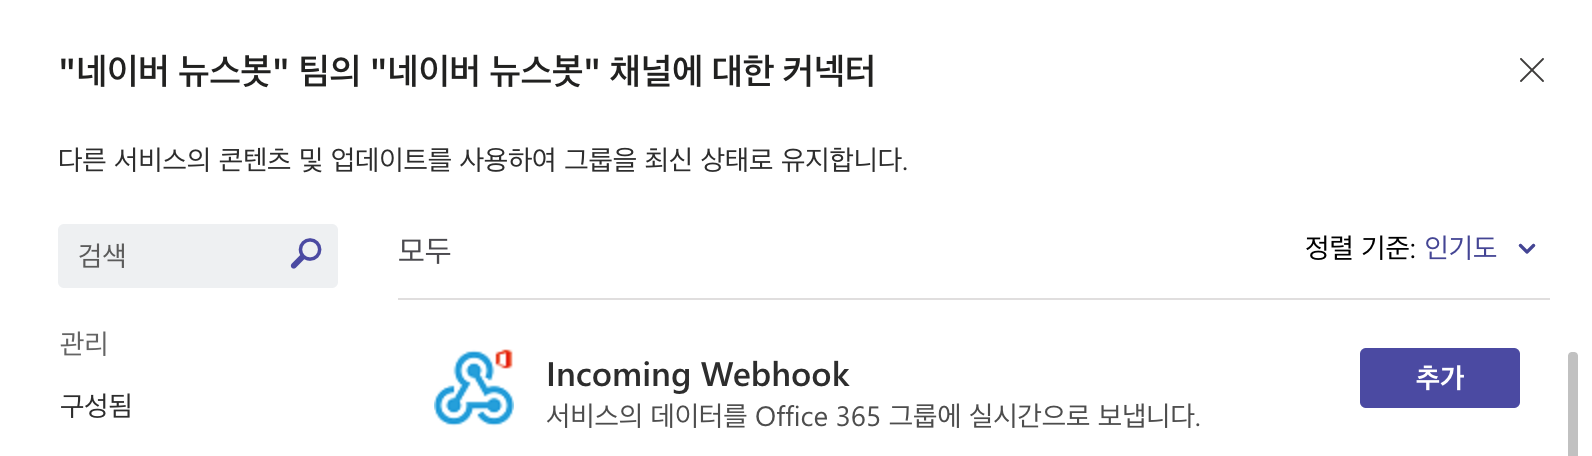 "네이버 뉴스봇" 팀의 "네이버 뉴스봇" 채널에 대한 커넥터
다른 서비스의 콘텐츠 및 업데이트를 사용하여 그룹을 최신 상태로 유지합니다.
검색
모두
정렬 기준: 인기도
관리
구성됨
Incoming Webhook
서비스의 데이터를 Office 365 그룹에 실시간으로 보냅니다.
추가